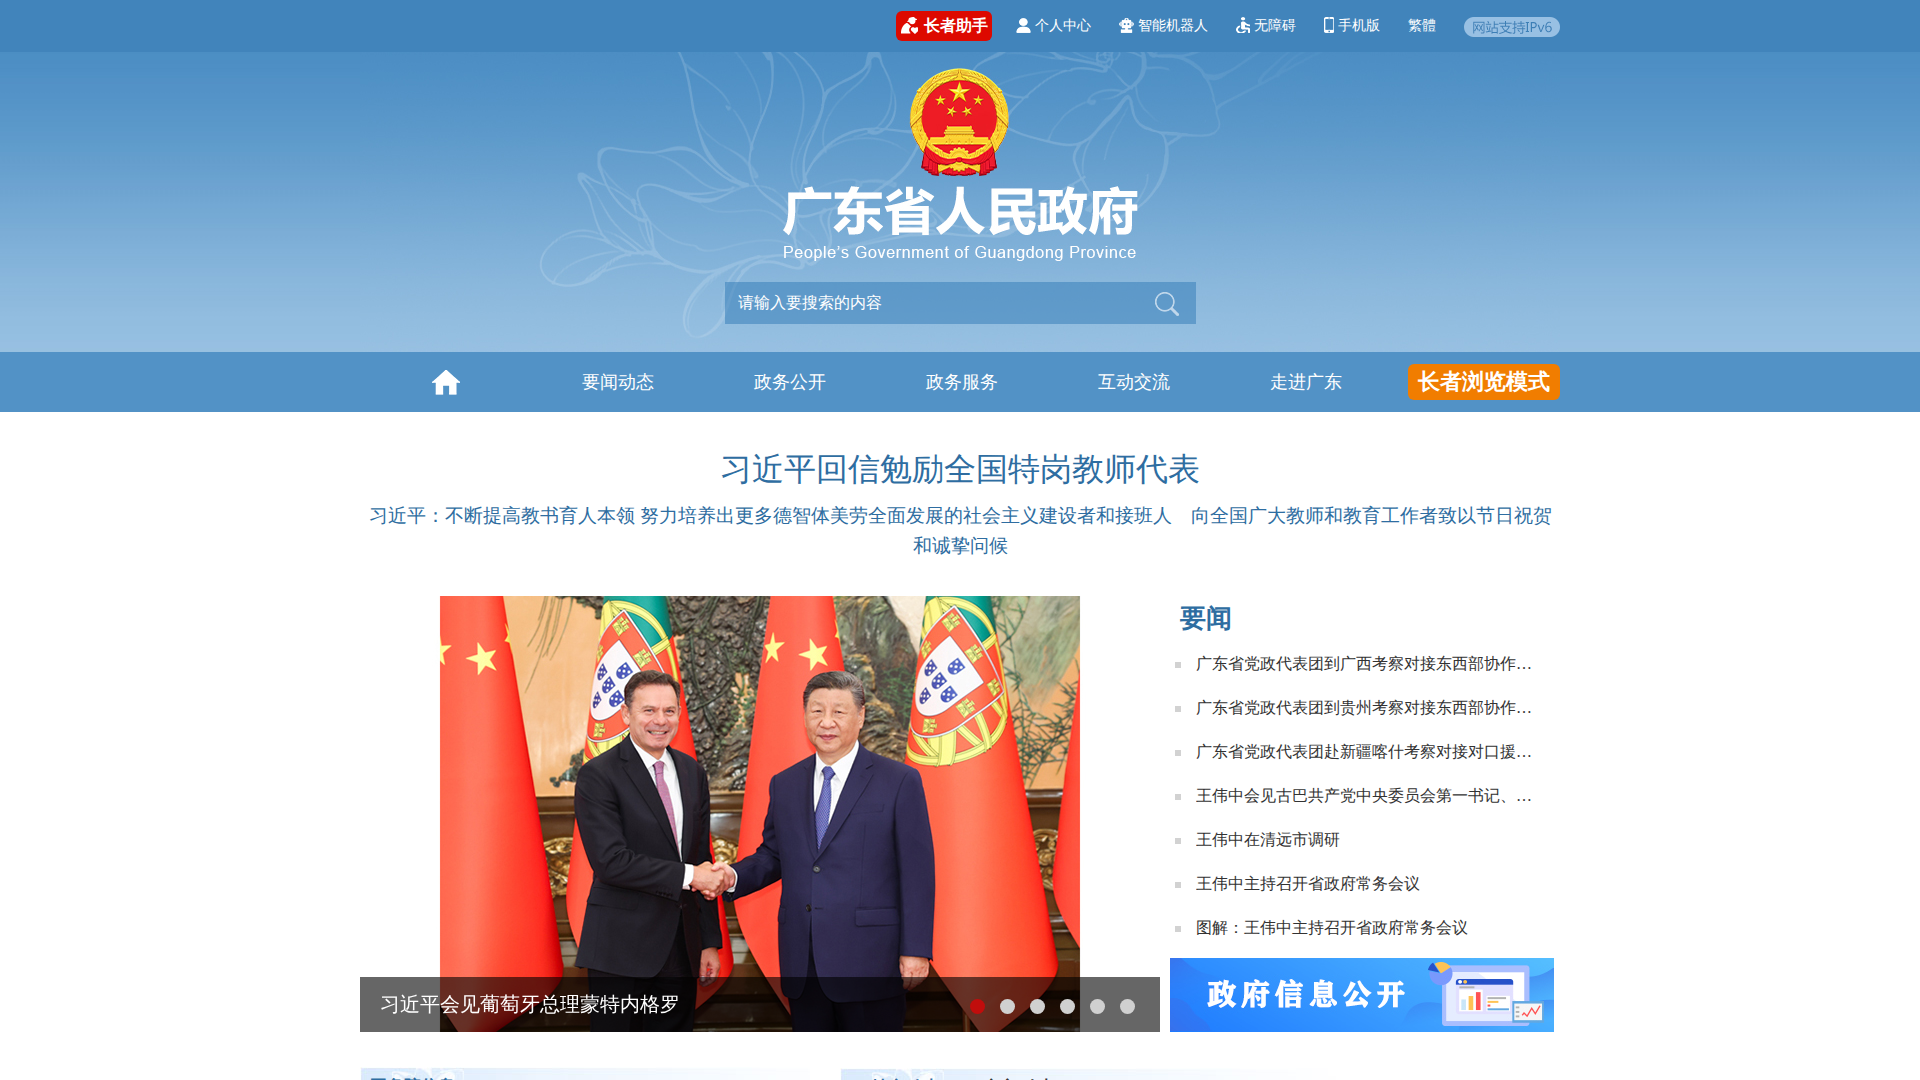 长者助手 个人中心 智能机器人 无障碍 手机版 繁體 网站支持IPv6
广东省人民政府
People's Government of Guangdong Province
请输入要搜索的内容
要闻动态 政务公开 政务服务 互动交流 走进广东 长者浏览模式
习近平回信勉励全国特岗教师代表
习近平：不断提高教书育人本领 努力培养出更多德智体美劳全面发展的社会主义建设者和接班人　向全国广大教师和教育工作者致以节日祝贺
和诚挚问候
习近平会见葡萄牙总理蒙特内格罗
要闻
广东省党政代表团到广西考察对接东西部协作...
广东省党政代表团到贵州考察对接东西部协作...
广东省党政代表团赴新疆喀什考察对接对口援...
王伟中会见古巴共产党中央委员会第一书记、...
王伟中在清远市调研
王伟中主持召开省政府常务会议
图解：王伟中主持召开省政府常务会议
政府信息公开